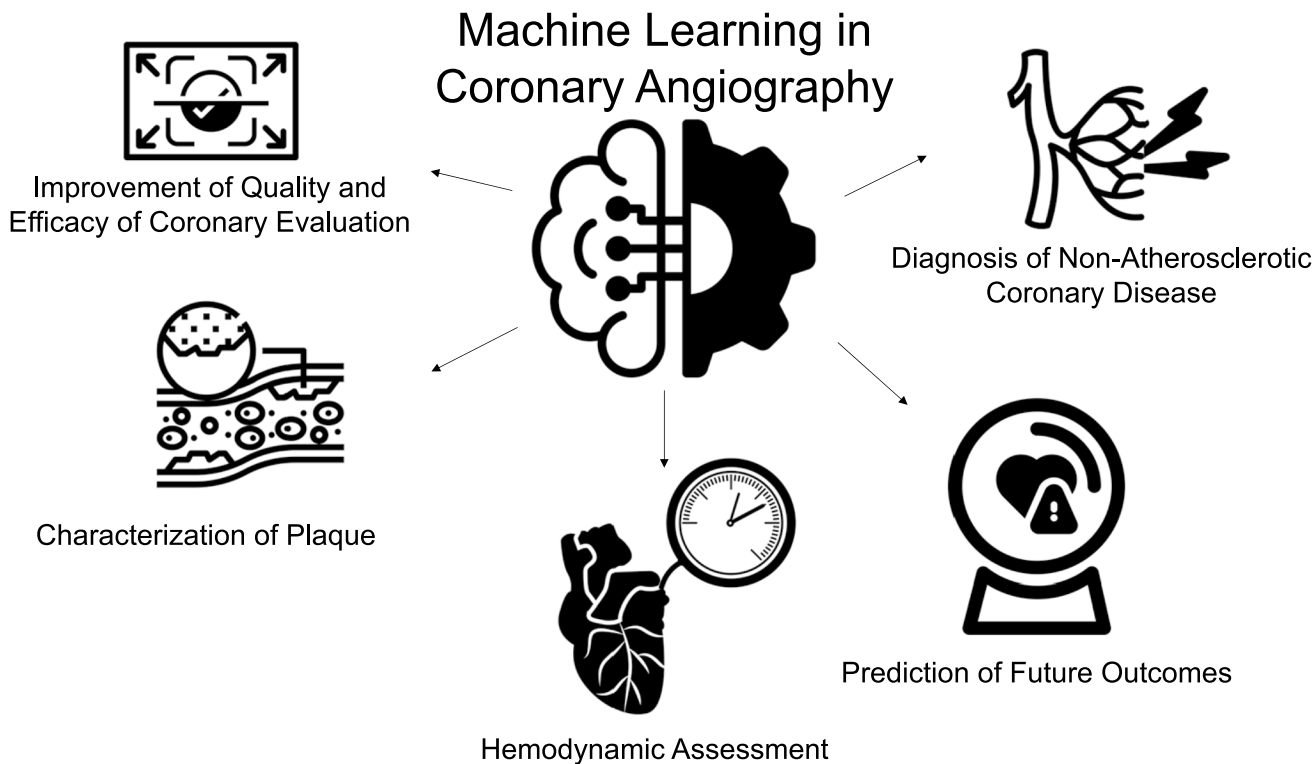 Machine Learning in
Coronary Angiography
Improvement of Quality and
Efficacy of Coronary Evaluation
Diagnosis of Non-Atherosclerotic
Coronary Disease
Characterization of Plaque
Prediction of Future Outcomes
Hemodynamic Assessment